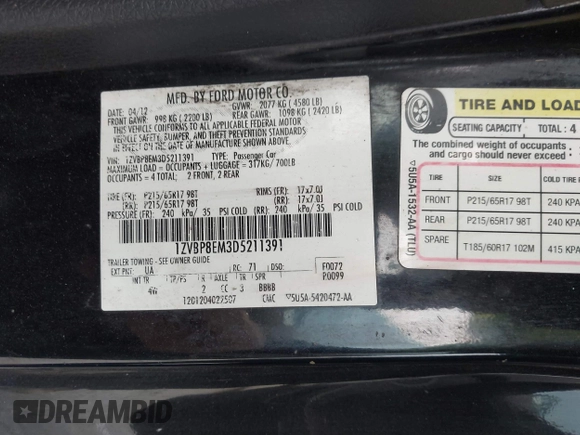 MFD. BY FORD MOTOR CO.
DATE: 04/12 GVWR: 2077 KG ( 4580 LB)
FRONT GAWR: 998 KG ( 2200 LB) REAR GAWR: 1098 KG ( 2420 LB)
THIS VEHICLE CONFORMS TO ALL APPLICABLE FEDERAL MOTOR
VEHICLE SAFETY, BUMPER, AND THEFT PREVENTION STANDARDS
IN EFFECT ON THE DATE OF MANUFACTURE SHOWN ABOVE.
VIN: 1ZVBP8EM3D5211391 TYPE: Passenger Car
MAXIMUM LOAD = OCCUPANTS + LUGGAGE = 317KG/ 700LB
OCCUPANTS = 4 TOTAL: 2 FRONT, 2 REAR
TIRE (FR): P215/65R17 98T RIMS (FR): 17x7.0J
(RR): P215/65R17 98T (RR): 17x7.0J
PRESSURE (FR): 240 kPa/ 35 PSI COLD (RR): 240 kPa/ 35 PSI COLD
1ZVBP8EM3D5211391
TRAILER TOWING - SEE OWNER GUIDE
EXT PNT: UA RC: 71 DSO: F0072
P0099
2 3 BBBB
5U5A-5420472-AA
TIRE AND LOA
SEATING CAPACITY TOTAL : 4
The combined weight of occupants
and cargo should never exceed
TIRE SIZE COLD TIRE
FRONT P215/65R17 98T 240 KPA
REAR P215/65R17 98T 240 KPA
SPARE T185/60R17 102M 415 KPA
5U5A-1532-AA (TLU)
DREAMBID